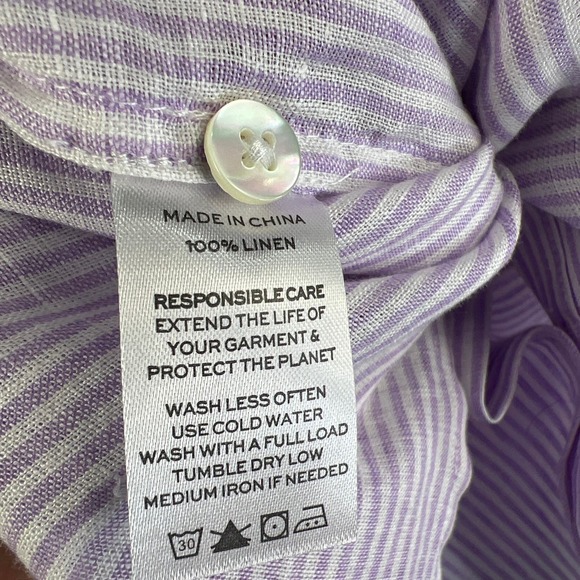 MADE IN CHINA
100% LINEN
RESPONSIBLE CARE
EXTEND THE LIFE OF
YOUR GARMENT &
PROTECT THE PLANET
WASH LESS OFTEN
USE COLD WATER
WASH WITH A FULL LOAD
TUMBLE DRY LOW
MEDIUM IRON IF NEEDED
30